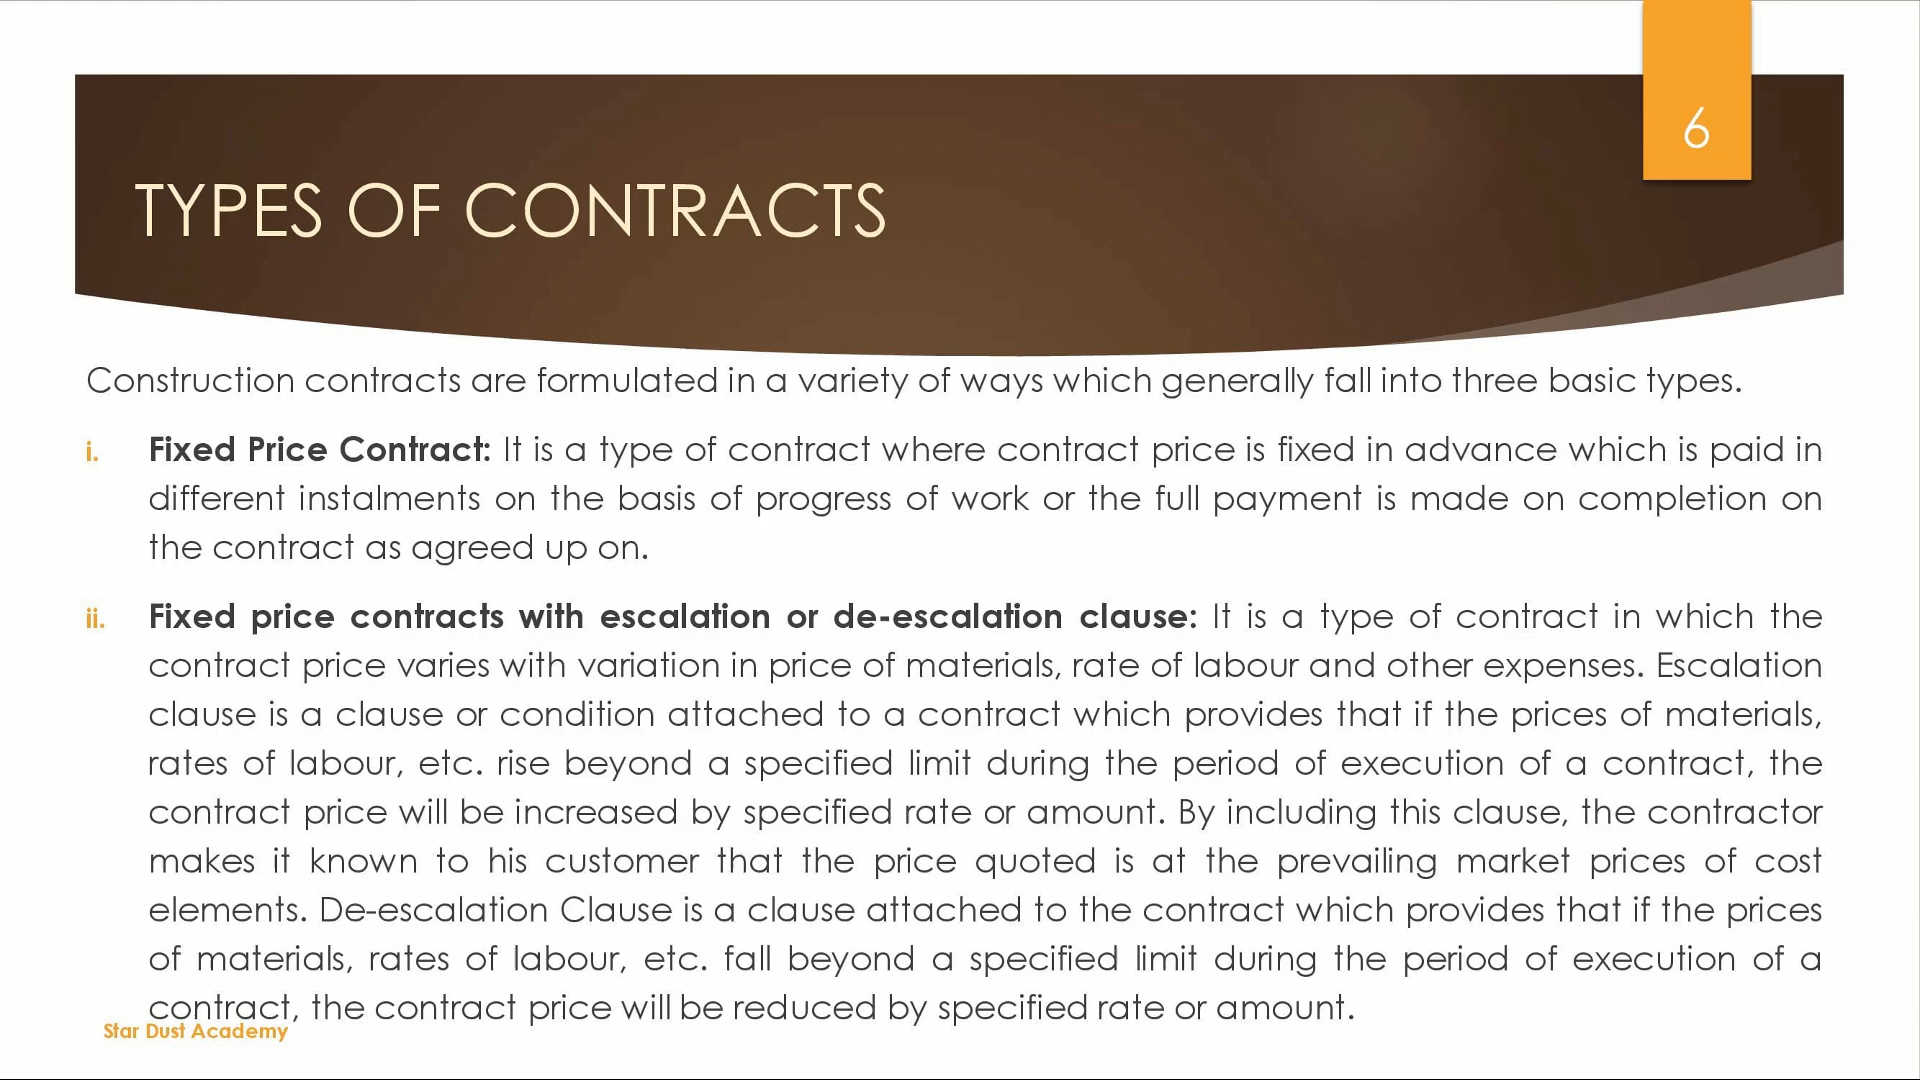 6
TYPES OF CONTRACTS
Construction contracts are formulated in a variety of ways which generally fall into three basic types.
i. Fixed Price Contract: It is a type of contract where contract price is fixed in advance which is paid in
different instalments on the basis of progress of work or the full payment is made on completion on
the contract as agreed up on.
ii. Fixed price contracts with escalation or de-escalation clause: It is a type of contract in which the
contract price varies with variation in price of materials, rate of labour and other expenses. Escalation
clause is a clause or condition attached to a contract which provides that if the prices of materials,
rates of labour, etc. rise beyond a specified limit during the period of execution of a contract, the
contract price will be increased by specified rate or amount. By including this clause, the contractor
makes it known to his customer that the price quoted is at the prevailing market prices of cost
elements. De-escalation Clause is a clause attached to the contract which provides that if the prices
of materials, rates of labour, etc. fall beyond a specified limit during the period of execution of a
contract, the contract price will be reduced by specified rate or amount.
Star Dust Academy